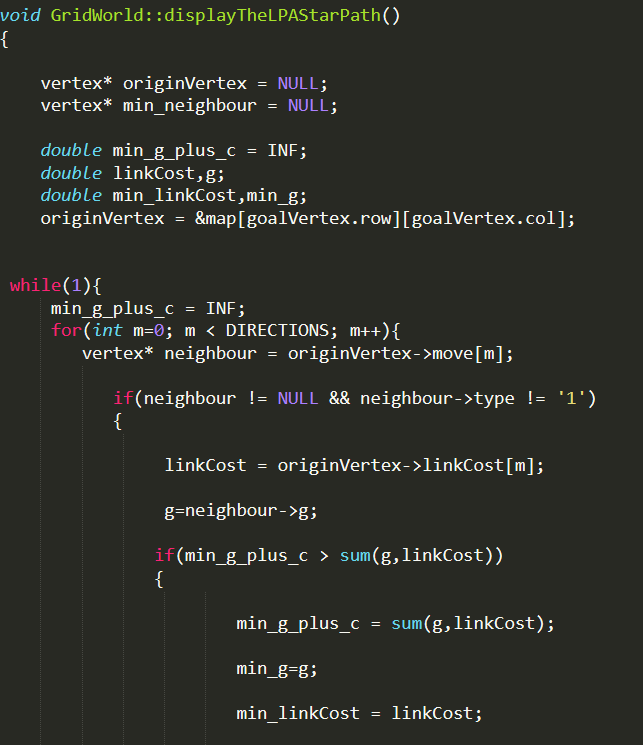 void GridWorld::displayTheLPAStarPath()
{
vertex* originVertex = NULL;
vertex* min_neighbour = NULL;
double min_g_plus_c = INF;
double linkCost,g;
double min_linkCost,min_g;
originVertex = &map[goalVertex.row][goalVertex.col];
while(1){
min_g_plus_c = INF;
for(int m=0; m < DIRECTIONS; m++){
vertex* neighbour = originVertex->move[m];
if(neighbour != NULL && neighbour->type != '1')
{
linkCost = originVertex->linkCost[m];
g=neighbour->g;
if(min_g_plus_c > sum(g,linkCost))
{
min_g_plus_c = sum(g,linkCost);
min_g=g;
min_linkCost = linkCost;